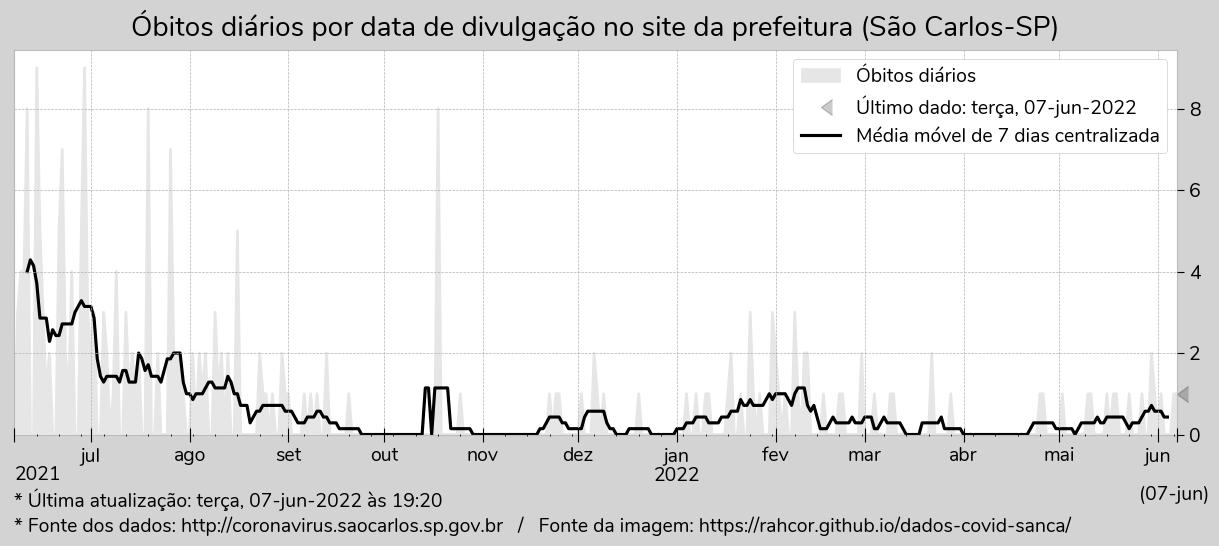 Óbitos diários por data de divulgação no site da prefeitura (São Carlos-SP)
Óbitos diários
Último dado: terça, 07-jun-2022
Média móvel de 7 dias centralizada
8
6
4
2
0
jul ago set out nov dez jan fev mar abr mai jun
2021 2022
(07-jun)
* Última atualização: terça, 07-jun-2022 às 19:20
* Fonte dos dados: http://coronavirus.saocarlos.sp.gov.br / Fonte da imagem: https://rahcor.github.io/dados-covid-sanca/